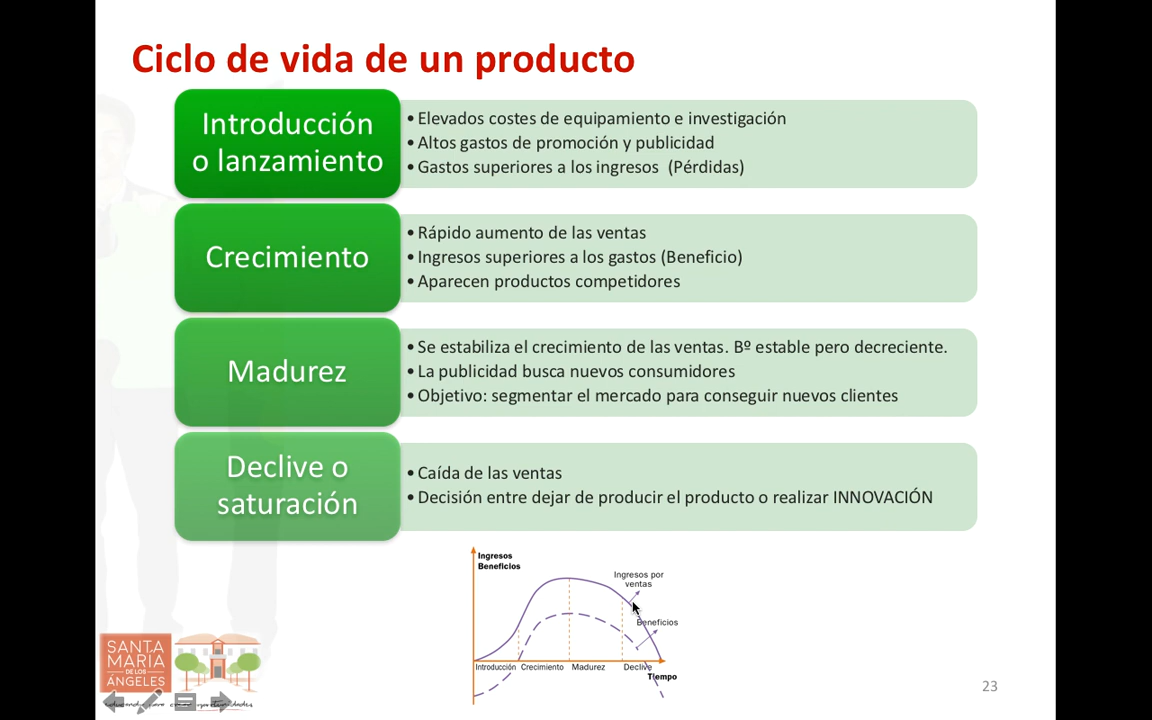 Ciclo de vida de un producto
Introducción
o lanzamiento
• Elevados costes de equipamiento e investigación
• Altos gastos de promoción y publicidad
• Gastos superiores a los ingresos (Pérdidas)
Crecimiento
• Rápido aumento de las ventas
• Ingresos superiores a los gastos (Beneficio)
• Aparecen productos competidores
Madurez
• Se estabiliza el crecimiento de las ventas. Bº estable pero decreciente.
• La publicidad busca nuevos consumidores
• Objetivo: segmentar el mercado para conseguir nuevos clientes
Declive o
saturación
• Caída de las ventas
• Decisión entre dejar de producir el producto o realizar INNOVACIÓN
Ingresos
Beneficios
Ingresos por
ventas
Beneficios
Introducción Crecimiento Madurez Declive
Tiempo
SANTA
MARIA
DE LOS
ÁNGELES
23